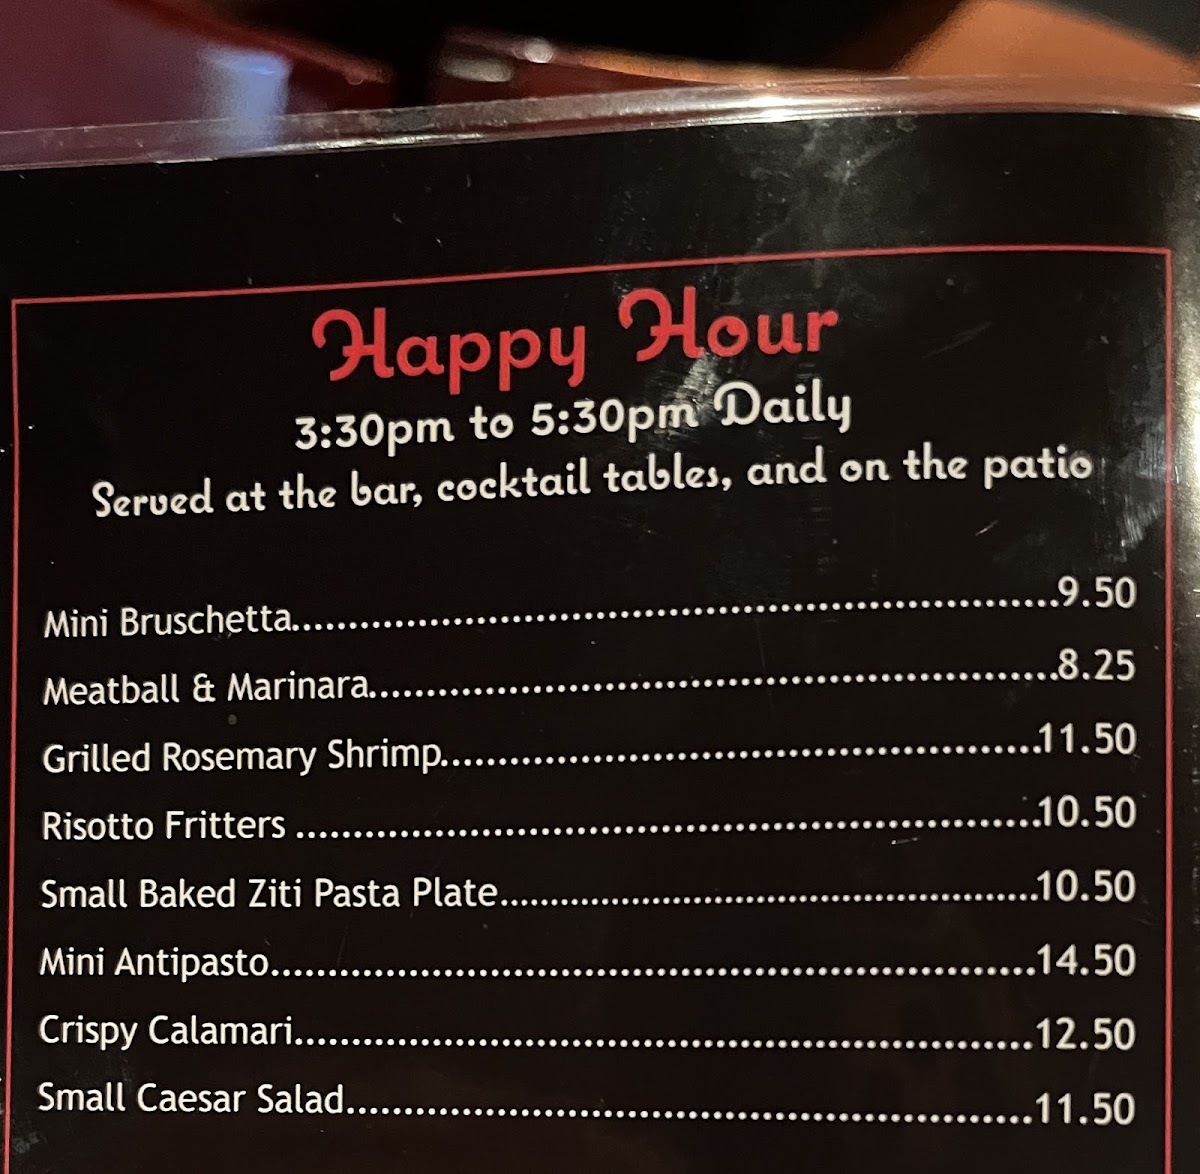 Happy Hour
3:30pm to 5:30pm Daily
Served at the bar, cocktail tables, and on the patio
Mini Bruschetta..........9.50
Meatball & Marinara..........8.25
Grilled Rosemary Shrimp..........11.50
Risotto Fritters ..........10.50
Small Baked Ziti Pasta Plate..........10.50
Mini Antipasto..........14.50
Crispy Calamari..........12.50
Small Caesar Salad..........11.50